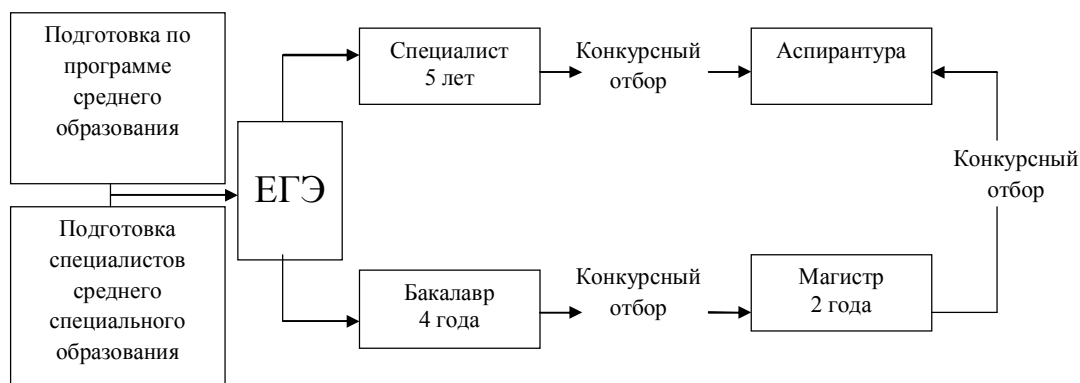 Подготовка по
программе
среднего
образования
Подготовка
специалистов
среднего
специального
образования
ЕГЭ
Специалист
5 лет
Конкурсный
отбор
Аспирантура
Конкурсный
отбор
Бакалавр
4 года
Конкурсный
отбор
Магистр
2 года